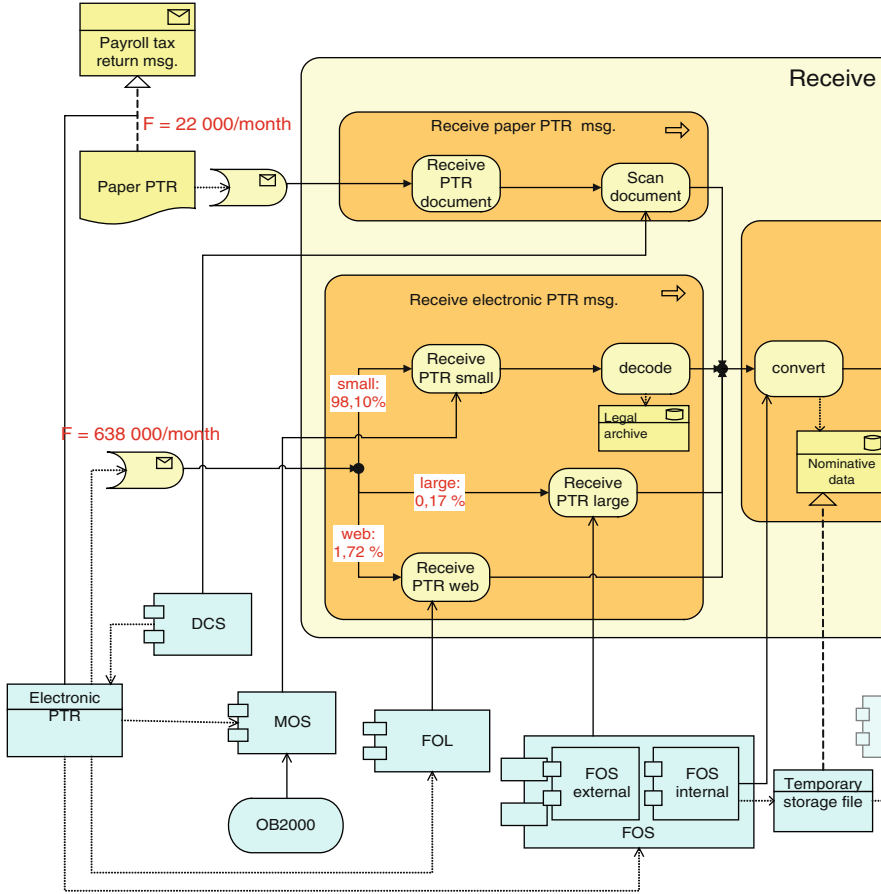 Payroll tax
return msg.
Receive
F = 22 000/month
Receive paper PTR msg.
Paper PTR
Receive
PTR
document
Scan
document
Receive electronic PTR msg.
Receive
PTR small
decode
convert
small:
98,10%
Legal
archive
F = 638 000/month
Nominative
data
large:
0,17 %
Receive
PTR large
web:
1,72 %
Receive
PTR web
DCS
Electronic
PTR
MOS
FOL
FOS
external
FOS
internal
Temporary
storage file
OB2000
FOS